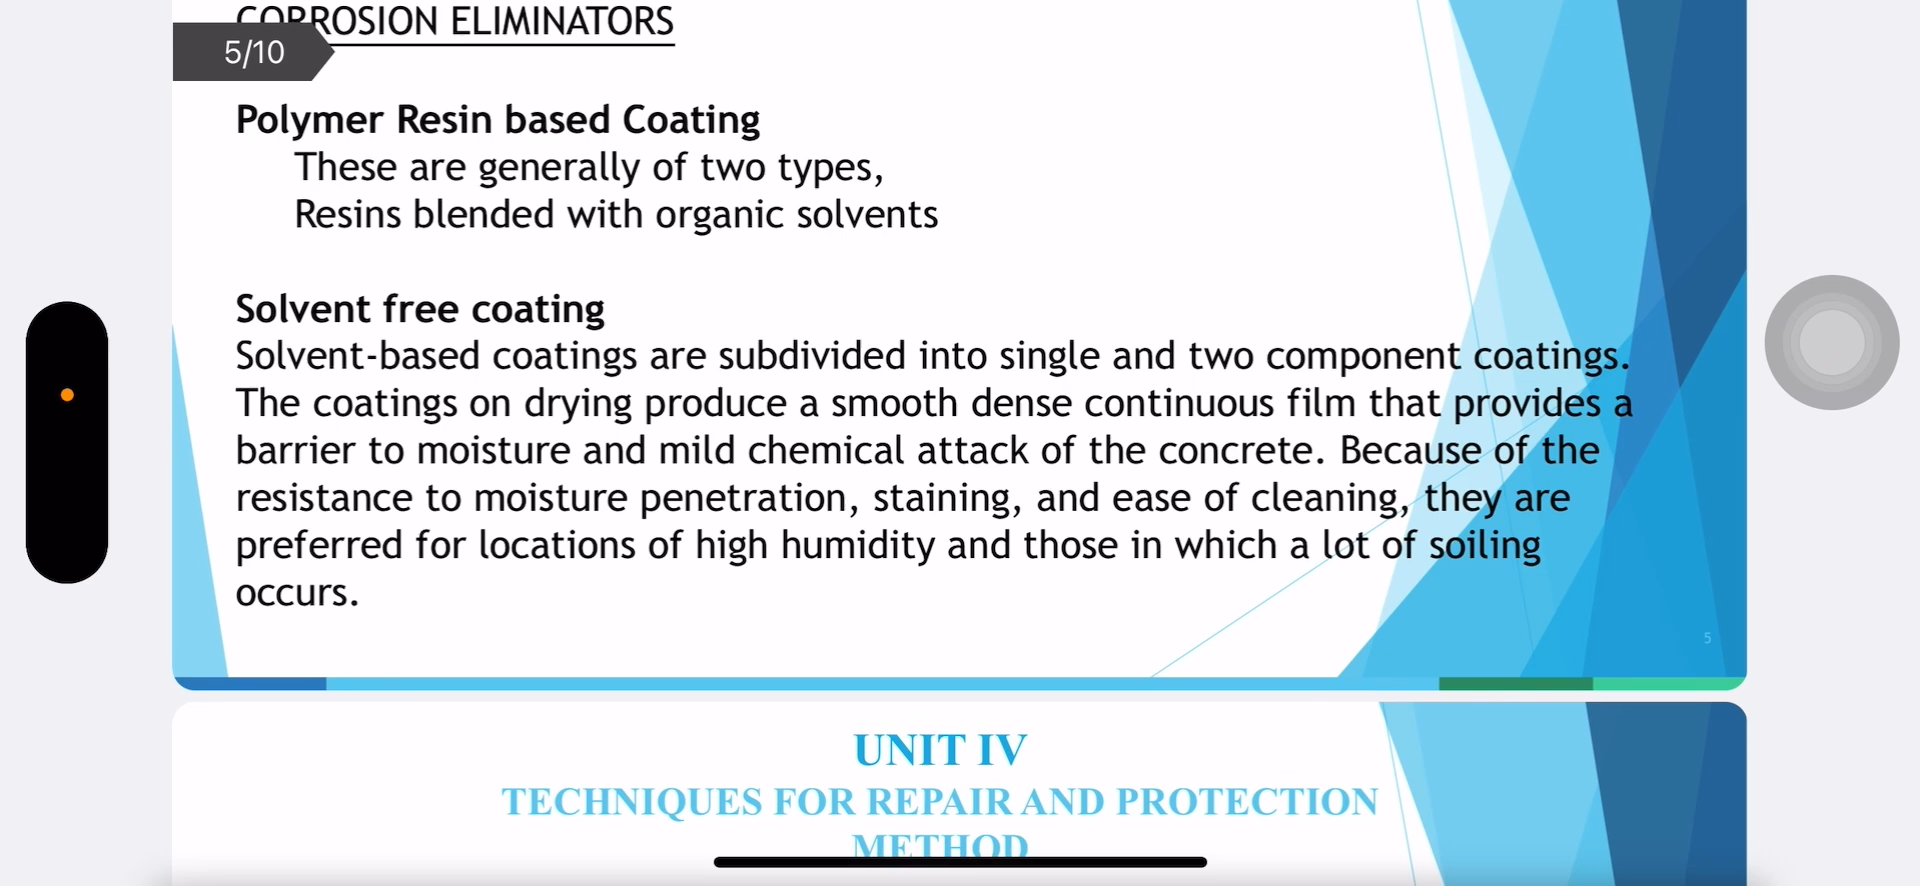 CORROSION ELIMINATORS
5/10
Polymer Resin based Coating
These are generally of two types,
Resins blended with organic solvents
Solvent free coating
Solvent-based coatings are subdivided into single and two component coatings.
The coatings on drying produce a smooth dense continuous film that provides a
barrier to moisture and mild chemical attack of the concrete. Because of the
resistance to moisture penetration, staining, and ease of cleaning, they are
preferred for locations of high humidity and those in which a lot of soiling
occurs.
5
UNIT IV
TECHNIQUES FOR REPAIR AND PROTECTION
METHOD